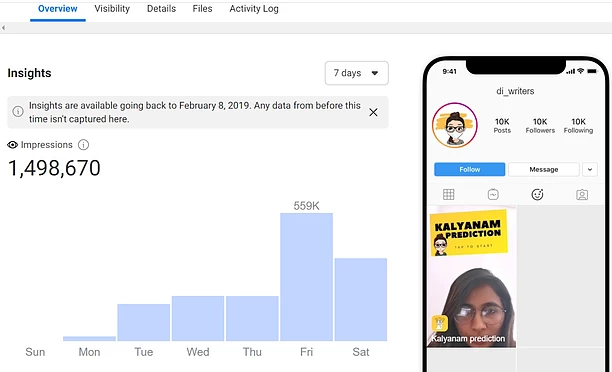 Overview Visibility Details Files Activity Log
Insights
7 days
Insights are available going back to February 8, 2019. Any data from before this
time isn't captured here.
Impressions
1,498,670
559K
Sun Mon Tue Wed Thu Fri Sat
9:41
di_writers
10K 10K 10K
Posts Followers Following
Follow Message
KALYANAM
PREDICTION
TAP TO START
Kalyanam prediction